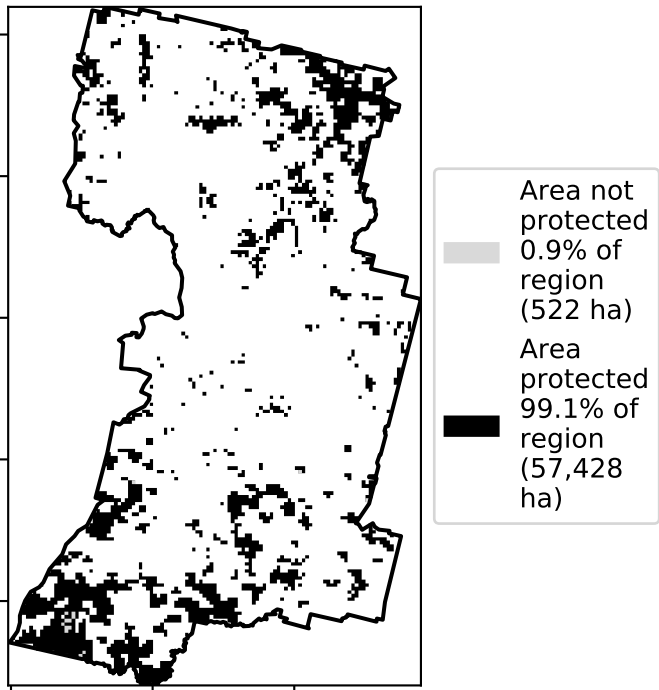 Area not
protected
0.9% of
region
(522 ha)
Area
protected
99.1% of
region
(57,428
ha)